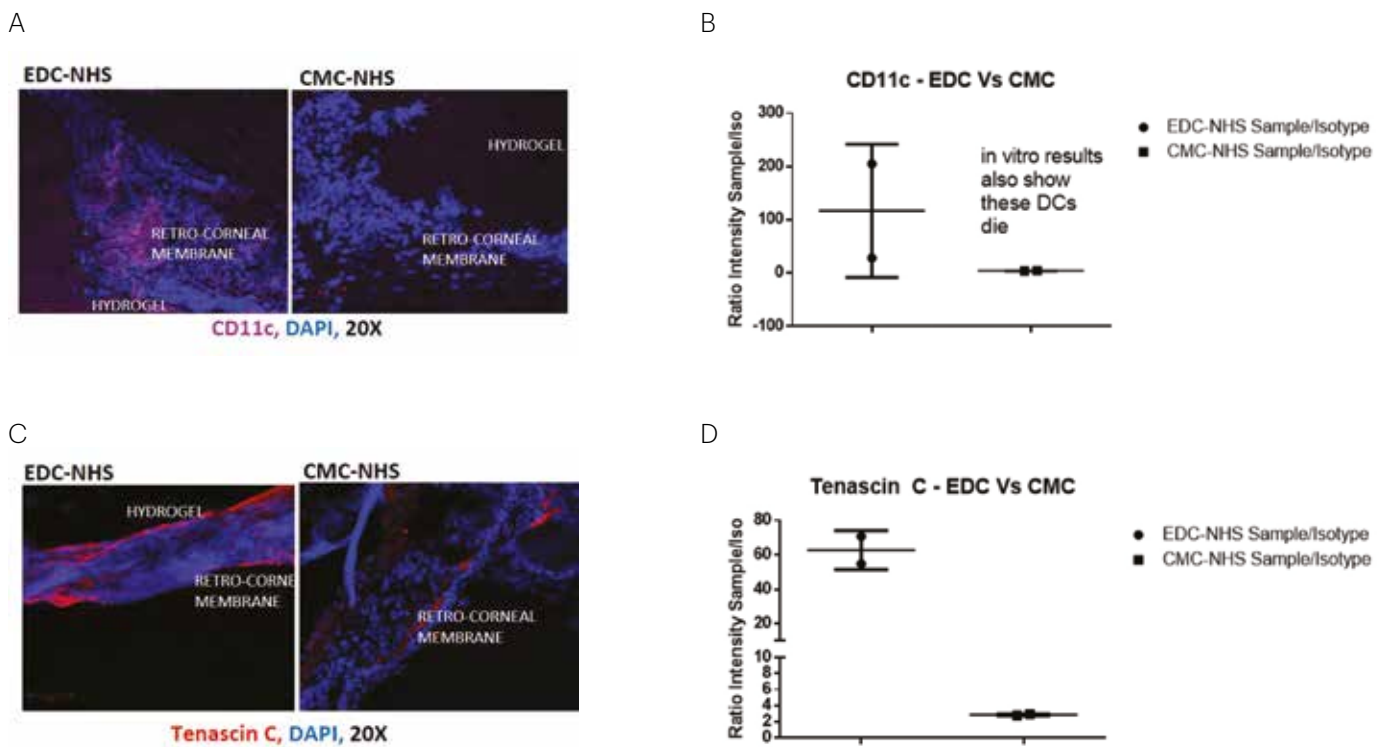 A
EDC-NHS
CMC-NHS
HYDROGEL
RETRO-CORNEAL
MEMBRANE
HYDROGEL
RETRO-CORNEAL
MEMBRANE
CD11c, DAPI, 20X
B
CD11c - EDC Vs CMC
Ratio Intensity Sample/Iso
300
200
100
0
-100
in vitro results
also show
these DCs
die
EDC-NHS Sample/Isotype
CMC-NHS Sample/Isotype
C
EDC-NHS
CMC-NHS
HYDROGEL
RETRO-CORNE
MEMBRANE
RETRO-CORNEAL
MEMBRANE
Tenascin C, DAPI, 20X
D
Tenascin C - EDC Vs CMC
Ratio Intensity Sample/Iso
80
60
40
20
10
8
6
4
2
0
EDC-NHS Sample/Isotype
CMC-NHS Sample/Isotype